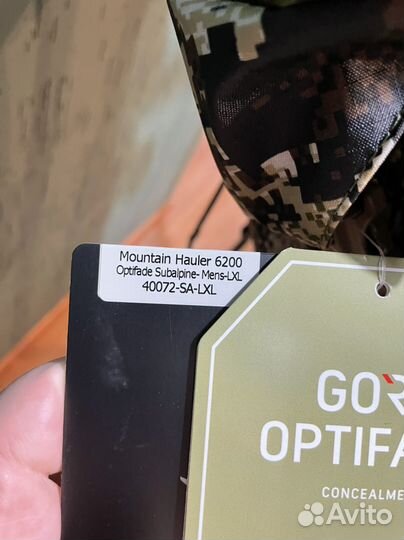 Mountain Hauler 6200
Optifade Subalpine- Mens-LXL
40072-SA-LXL
GO
OPTIFA
CONCEALME
Avito